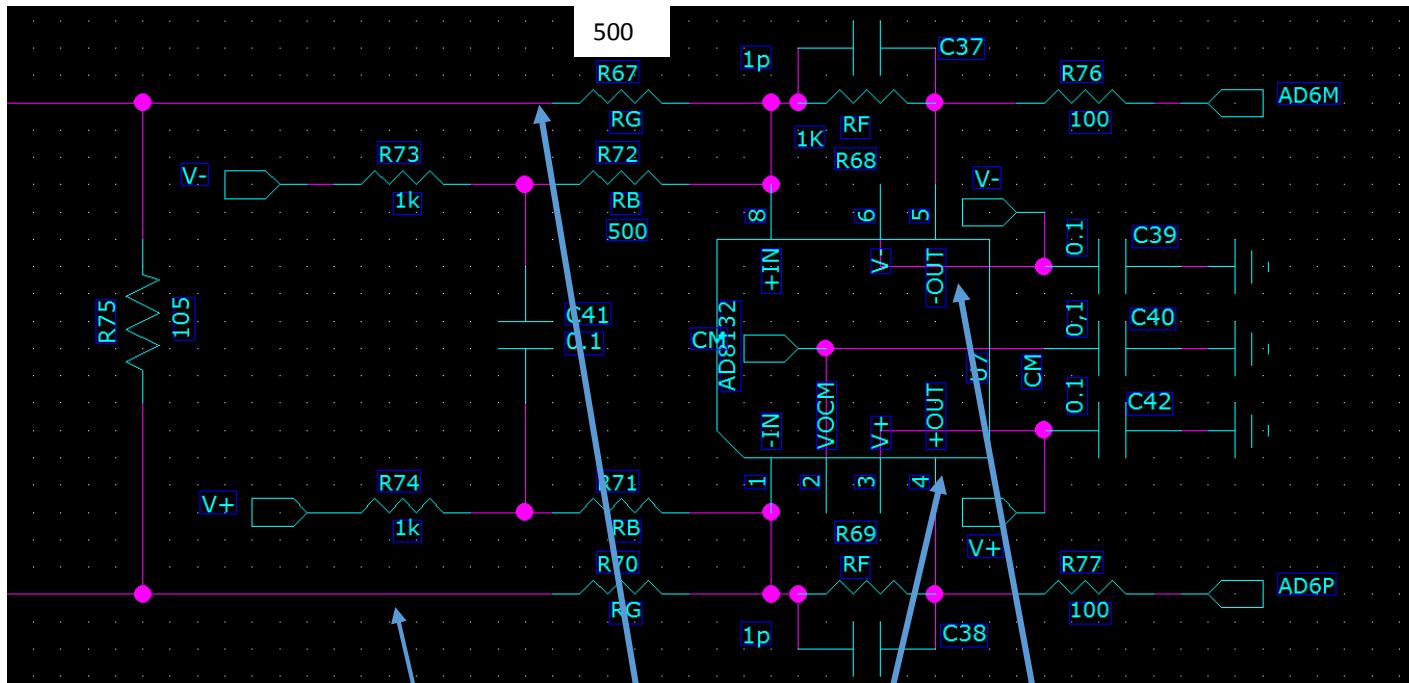 500
1p
C37
R67
R76
AD6M
RG
1K
RF
100
R73
R72
R68
V-
V-
1k
RB
500
8
6
5
0.1
C39
+IN
V-
-OUT
R75
105
C41
0.1
CM
AD8132
0,1
C40
U7
CM
0.1
C42
-IN
VOCM
V+
+OUT
R74
R71
1
2
3
4
V+
1k
RB
R69
V+
R70
RF
R77
AD6P
RG
100
1p
C38